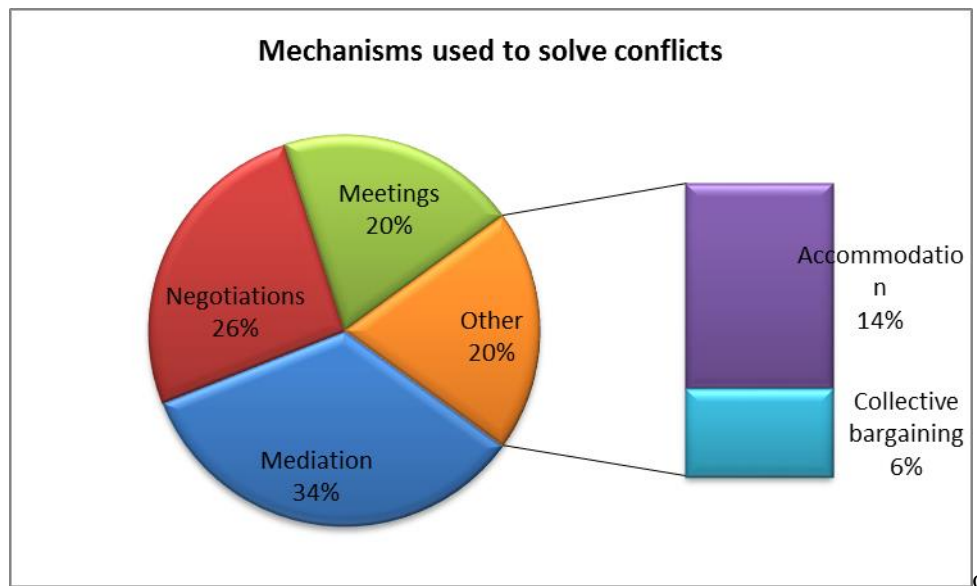 Mechanisms used to solve conflicts
Meetings
20%
Negotiations
26%
Other
20%
Mediation
34%
Accommodatio
n
14%
Collective
bargaining
6%